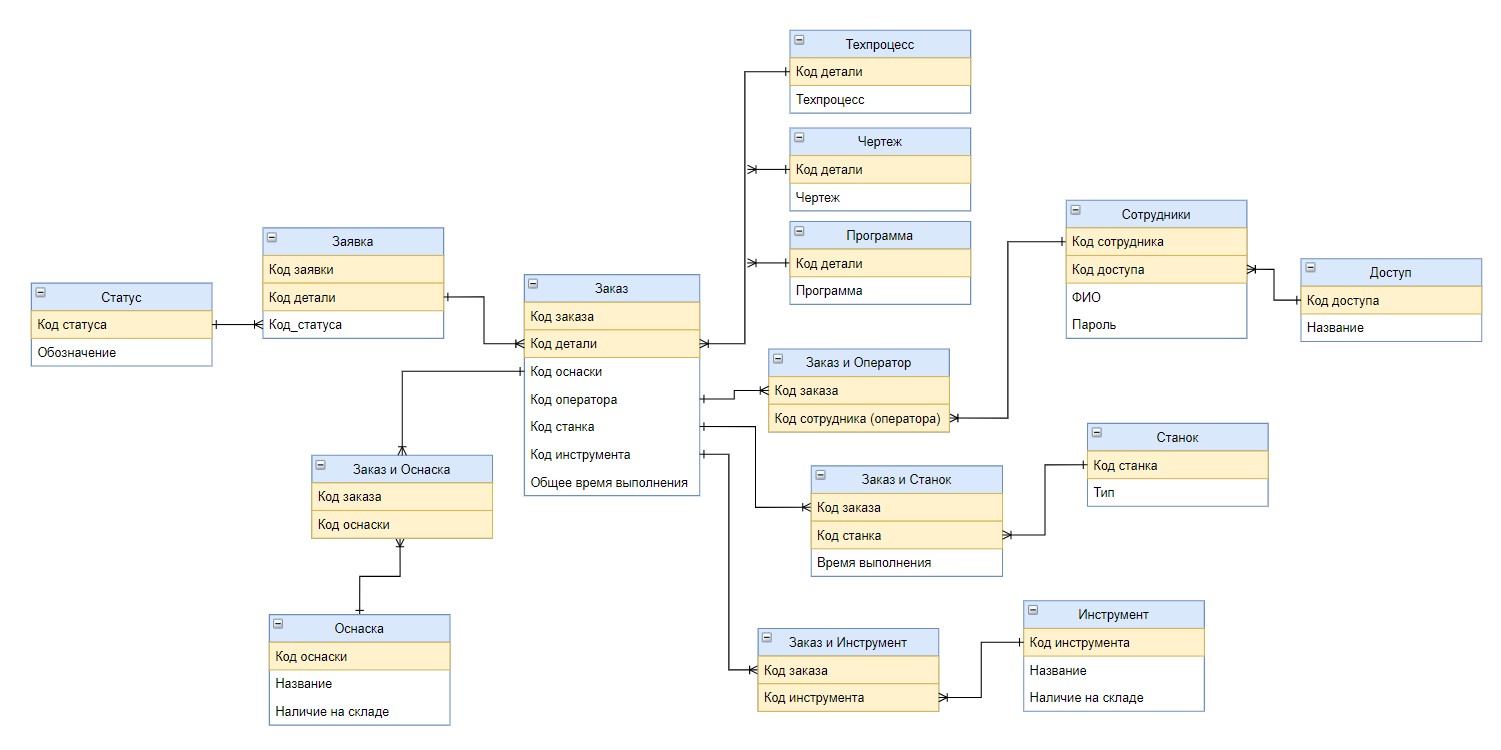 Техпроцесс
Код детали
Техпроцесс
Чертеж
Код детали
Чертеж
Программа
Код детали
Программа
Сотрудники
Код сотрудника
Код доступа
ФИО
Пароль
Доступ
Код доступа
Название
Заявка
Код заявки
Код детали
Код_статуса
Статус
Код статуса
Обозначение
Заказ
Код заказа
Код детали
Код оснаски
Код оператора
Код станка
Код инструмента
Общее время выполнения
Заказ и Оператор
Код заказа
Код сотрудника (оператора)
Станок
Код станка
Тип
Заказ и Оснаска
Код заказа
Код оснаски
Заказ и Станок
Код заказа
Код станка
Время выполнения
Оснаска
Код оснаски
Название
Наличие на складе
Заказ и Инструмент
Код заказа
Код инструмента
Инструмент
Код инструмента
Название
Наличие на складе